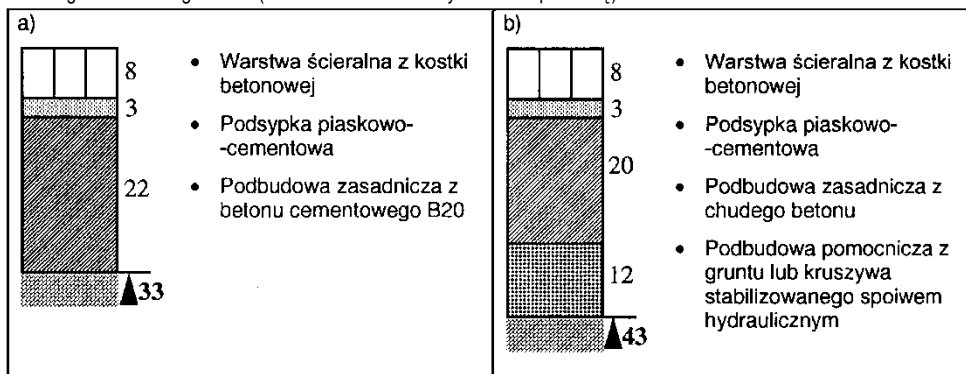 a)
8
3
22
33
• Warstwa ścieralna z kostki
betonowej
• Podsypka piaskowo-
-cementowa
• Podbudowa zasadnicza z
betonu cementowego B20
b)
8
3
20
12
43
• Warstwa ścieralna z kostki
betonowej
• Podsypka piaskowo-
-cementowa
• Podbudowa zasadnicza z
chudego betonu
• Podbudowa pomocnicza z
gruntu lub kruszywa
stabilizowanego spoiwem
hydraulicznym